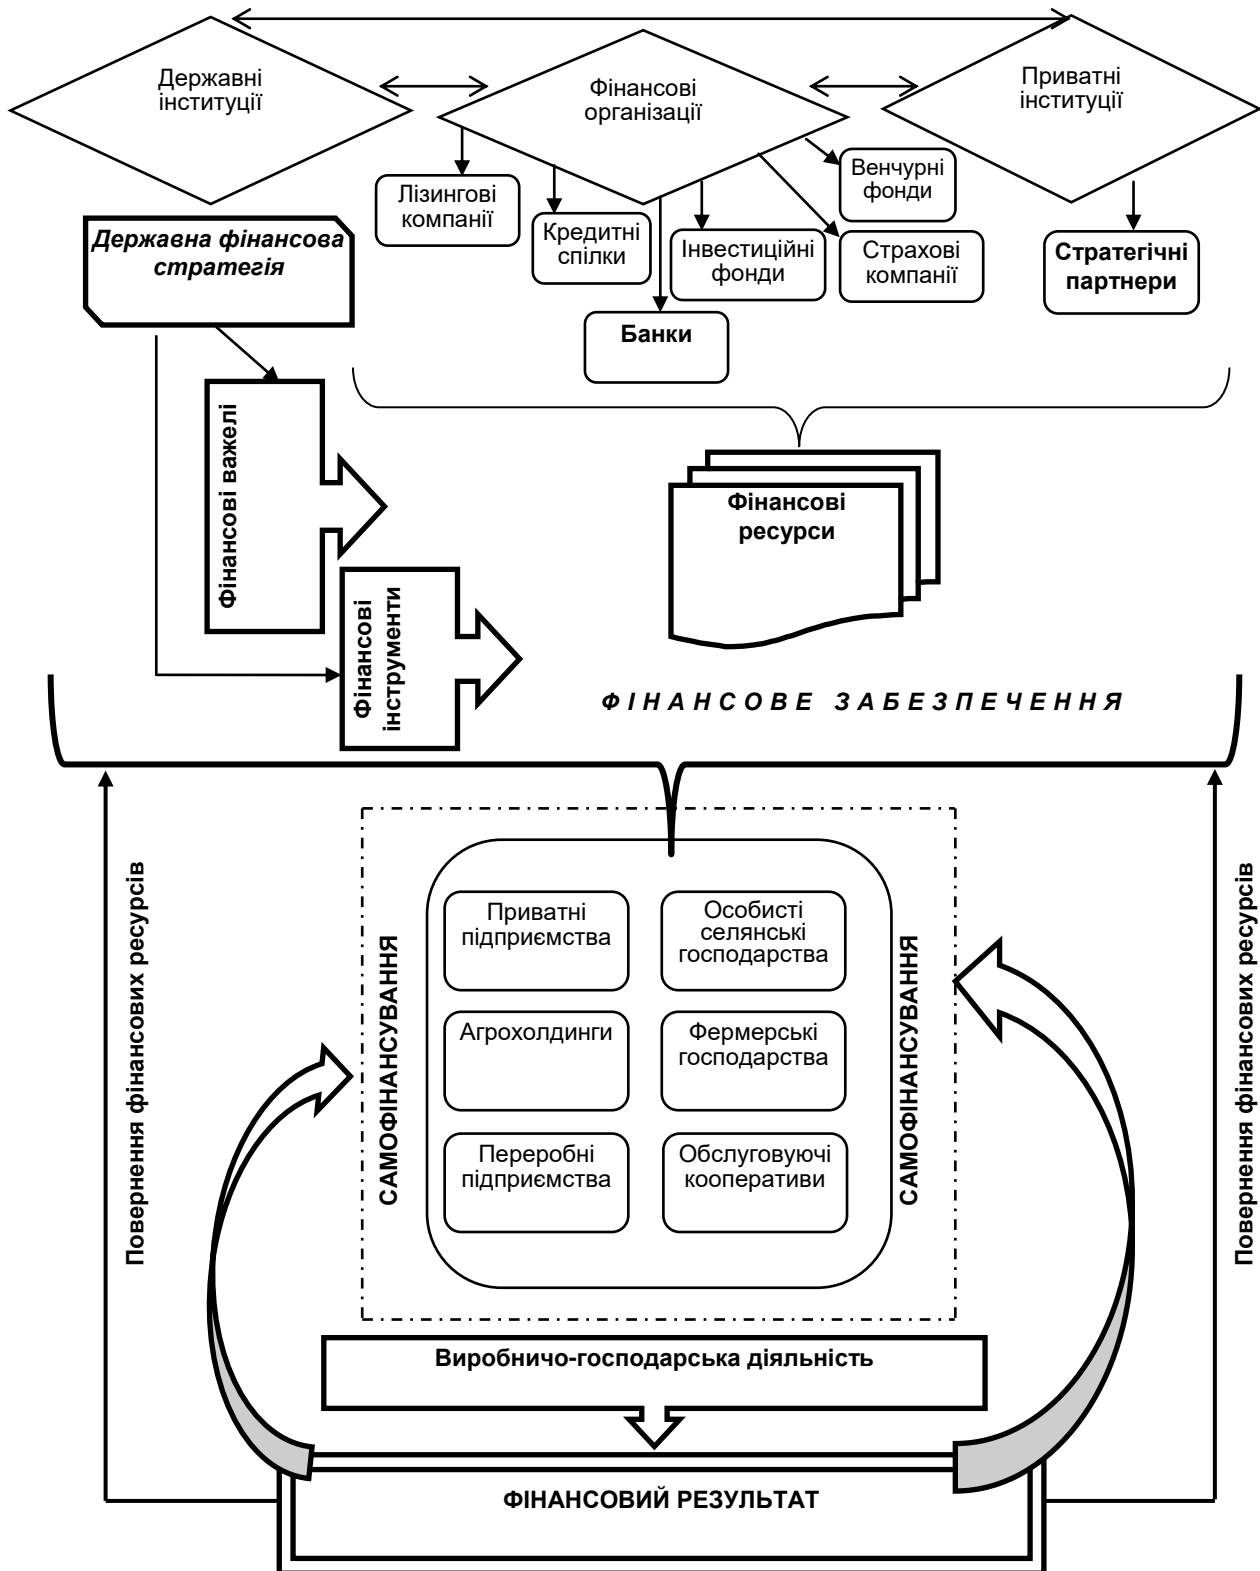 Державні
інституції
Фінансові
організації
Приватні
інституції
Лізингові
компанії
Кредитні
спілки
Інвестиційні
фонди
Венчурні
фонди
Страхові
компанії
Стратегічні
партнери
Банки
Державна фінансова
стратегія
Фінансові важелі
Фінансові
ресурси
Фінансові
інструменти
ФІНАНСОВЕ ЗАБЕЗПЕЧЕННЯ
Повернення фінансових ресурсів
САМОФІНАНСУВАННЯ
Приватні
підприємства
Особисті
селянські
господарства
Агрохолдинги
Фермерські
господарства
Переробні
підприємства
Обслуговуючі
кооперативи
САМОФІНАНСУВАННЯ
Повернення фінансових ресурсів
Виробничо-господарська діяльність
ФІНАНСОВИЙ РЕЗУЛЬТАТ